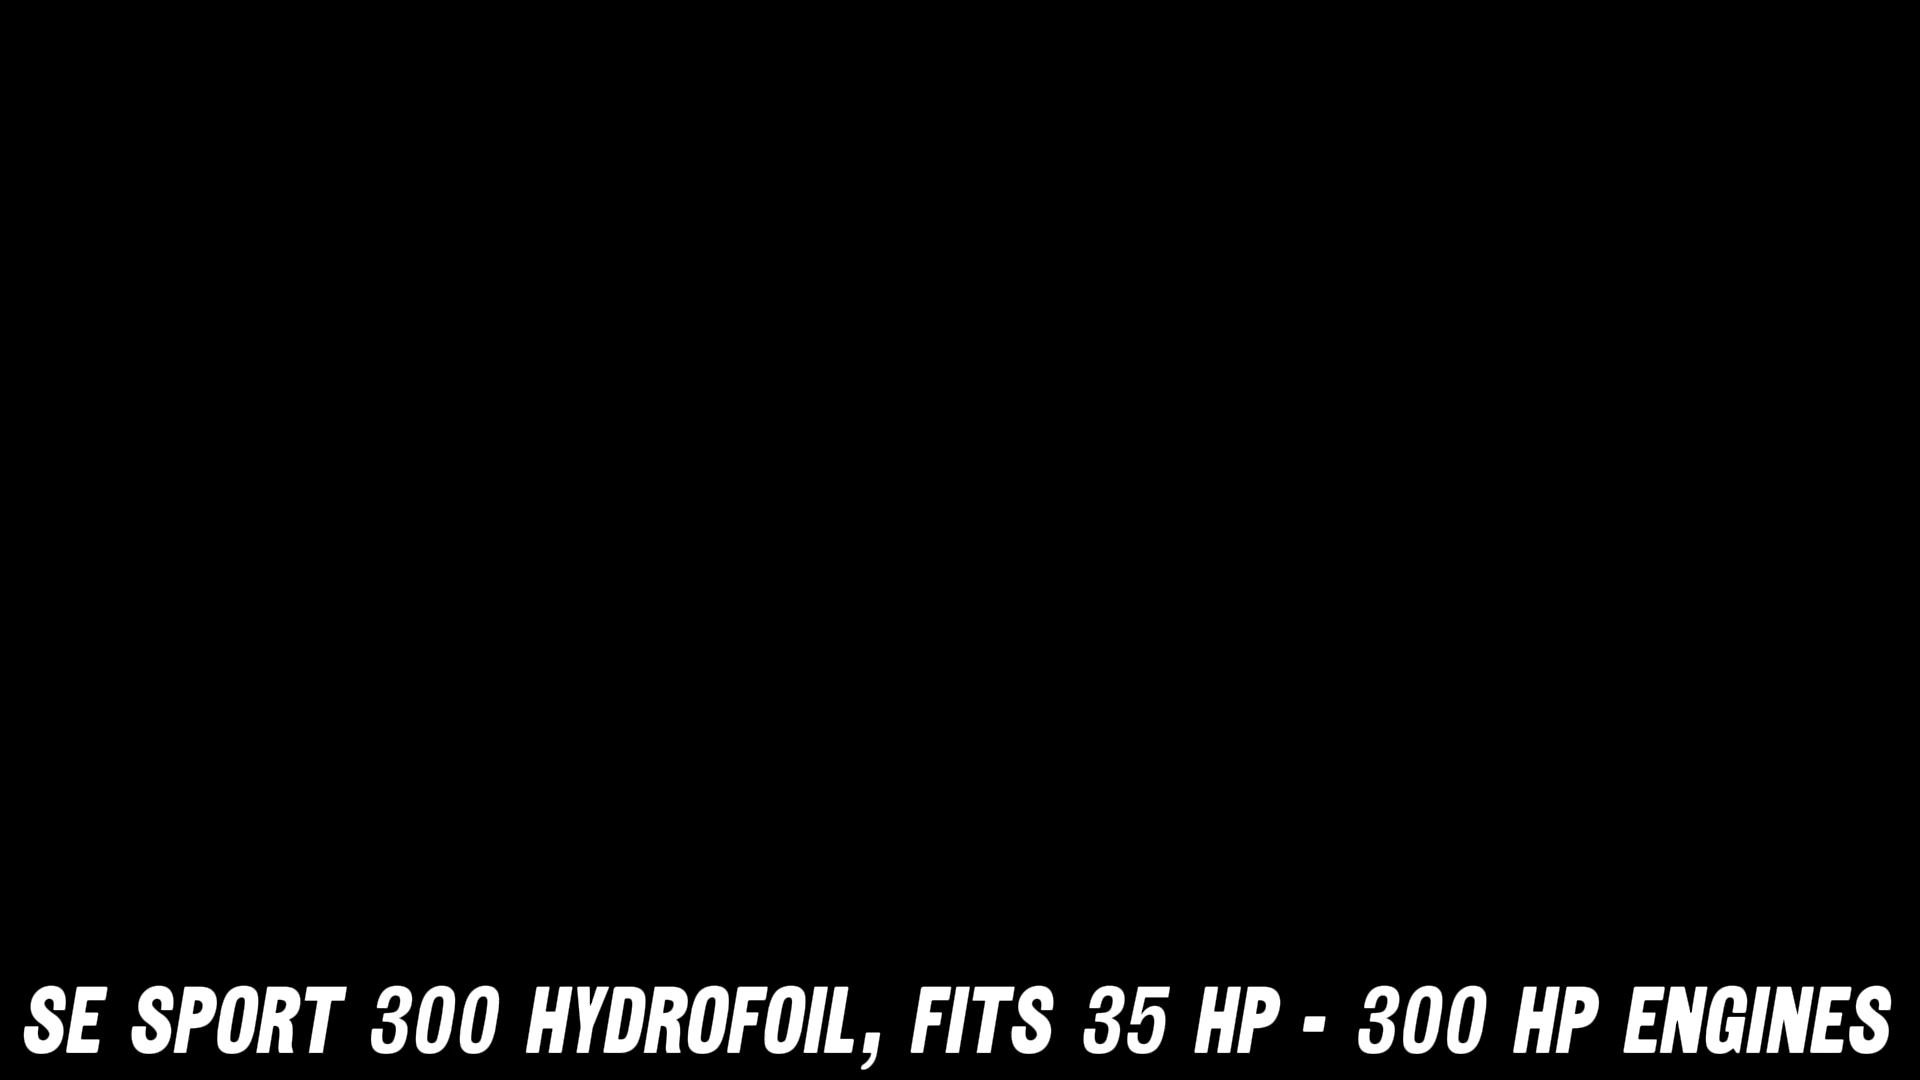 SE SPORT 300 HYDROFOIL, FITS 35 HP - 300 HP ENGINES